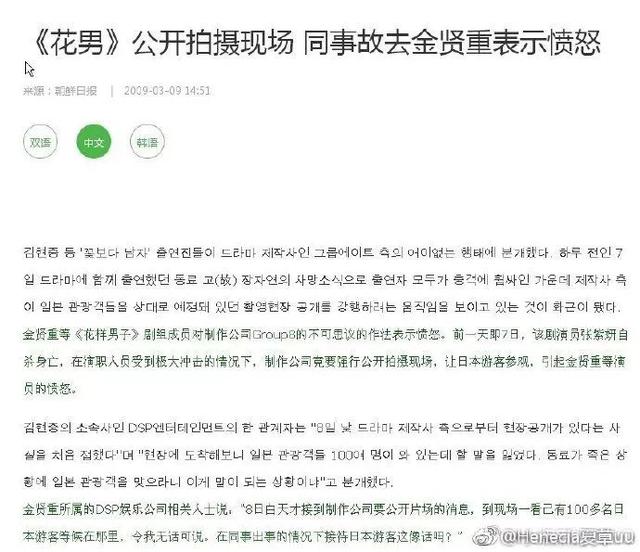 《花男》公开拍摄现场 同事故去金贤重表示愤怒
来源：朝鲜日报 | 2009-03-09 14:51
双语 中文 韩语
김현중 등 '꽃보다 남자' 출연진들이 드라마 제작사인 그룹에이트 측의 어이없는 행태에 분개했다. 하루 전인 7
일 드라마에 함께 출연했던 동료 고(故) 장자연의 사망소식으로 출연자 모두가 충격에 휩싸인 가운데 제작사 측
이 일본 관광객들을 상대로 예정돼 있던 촬영현장 공개를 강행하려는 움직임을 보이고 있는 것이 화근이 됐다.
金贤重等《花样男子》剧组成员对制作公司Group8的不可思议的作法表示愤怒。前一天即7日，该剧演员张紫妍自
杀身亡，在演职人员受到极大冲击的情况下，制作公司竟要强行公开拍摄现场，让日本游客参观，引起金贤重等演
员的愤怒。
김현중의 소속사인 DSP엔터테인먼트의 한 관계자는 "8일 낮 드라마 제작사 측으로부터 현장공개가 있다는 사
실을 처음 접했다"며 "현장에 도착해보니 일본 관광객들 100여 명이 와 있는데 할 말을 잃었다. 동료가 죽은 상
황에 일본 관광객을 맞으라니 이게 말이 되는 상황이냐"고 분개했다.
金贤重所属的DSP娱乐公司相关人士说，"8日白天才接到制作公司要公开片场的消息，到现场一看已有100多名日
本游客等候在那里，令我无话可说。在同事出事的情况下接待日本游客这像话吗？"